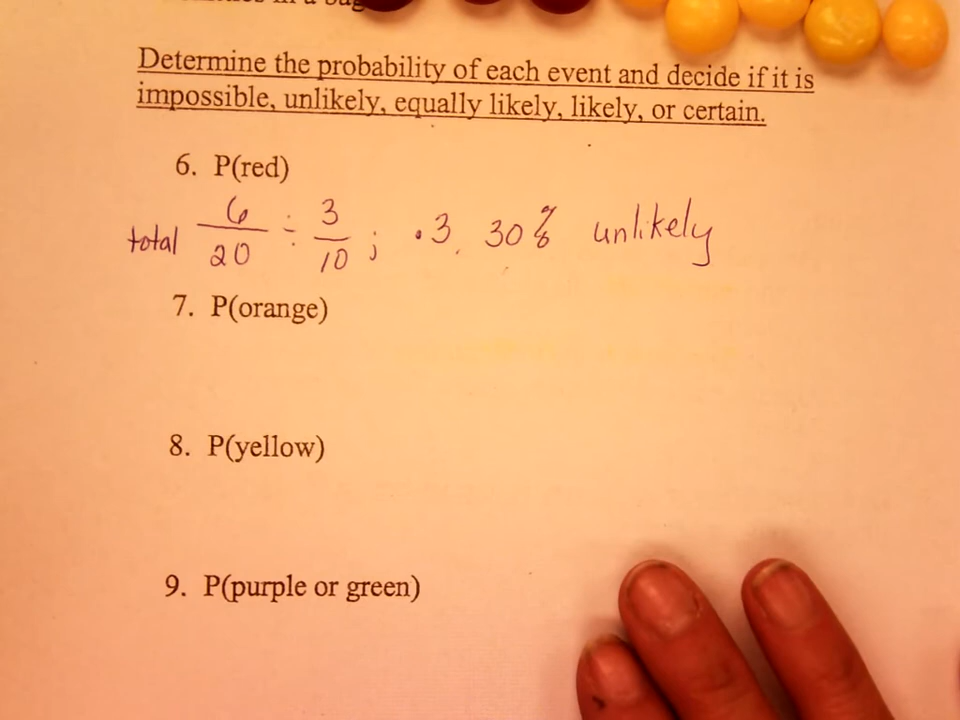 in a
Determine the probability of each event and decide if it is
impossible, unlikely, equally likely, likely, or certain.
6. P(red)
total 6/20 = 3/10 ; .3 30% unlikely
7. P(orange)
8. P(yellow)
9. P(purple or green)